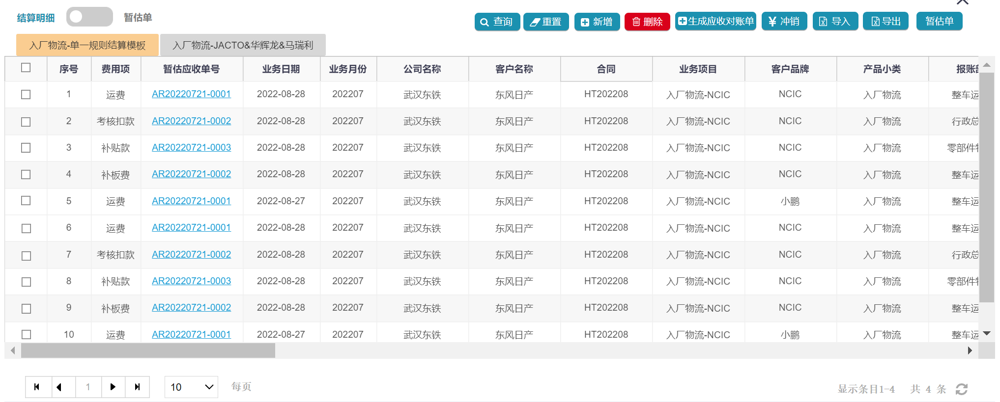 结算明细 暂估单 查询 重置 新增 删除 生成应收对账单 冲销 导入 导出 暂估单
入厂物流-单一规则结算模板 入厂物流-JACTO&华辉龙&马瑞利
序号 费用项 暂估应收单号 业务日期 业务月份 公司名称 客户名称 合同 业务项目 客户品牌 产品小类 报账
1 运费 AR20220721-0001 2022-08-28 202207 武汉东铁 东风日产 HT202208 入厂物流-NCIC NCIC 入厂物流 整车运
2 考核扣款 AR20220721-0002 2022-08-28 202207 武汉东铁 东风日产 HT202208 入厂物流-NCIC NCIC 入厂物流 行政总
3 补贴款 AR20220721-0003 2022-08-28 202207 武汉东铁 东风日产 HT202208 入厂物流-NCIC NCIC 入厂物流 零部件
4 补板费 AR20220721-0002 2022-08-28 202207 武汉东铁 东风日产 HT202208 入厂物流-NCIC NCIC 入厂物流 整车运
5 运费 AR20220721-0001 2022-08-27 202207 武汉东铁 东风日产 HT202208 入厂物流-NCIC 小鹏 入厂物流 整车运
6 运费 AR20220721-0001 2022-08-28 202207 武汉东铁 东风日产 HT202208 入厂物流-NCIC NCIC 入厂物流 整车运
7 考核扣款 AR20220721-0002 2022-08-28 202207 武汉东铁 东风日产 HT202208 入厂物流-NCIC NCIC 入厂物流 行政总
8 补贴款 AR20220721-0003 2022-08-28 202207 武汉东铁 东风日产 HT202208 入厂物流-NCIC NCIC 入厂物流 零部件
9 补板费 AR20220721-0002 2022-08-28 202207 武汉东铁 东风日产 HT202208 入厂物流-NCIC NCIC 入厂物流 整车运
10 运费 AR20220721-0001 2022-08-27 202207 武汉东铁 东风日产 HT202208 入厂物流-NCIC 小鹏 入厂物流 整车运
1 10 每页 显示条目1-4 共 4 条